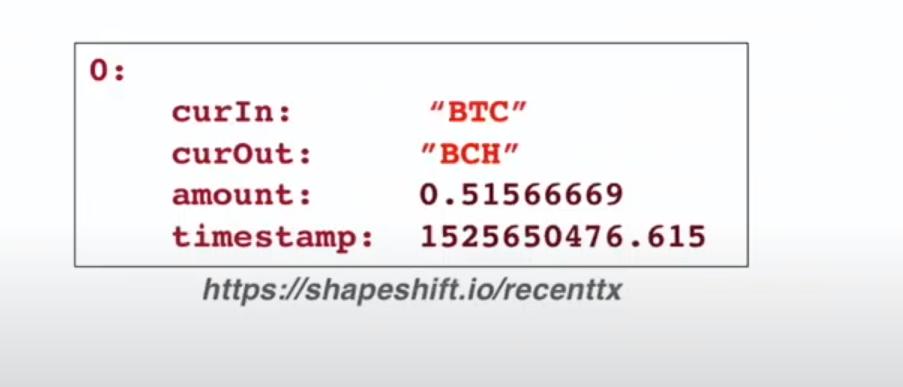 0:
curIn: “BTC”
curOut: ”BCH”
amount: 0.51566669
timestamp: 1525650476.615
https://shapeshift.io/recenttx